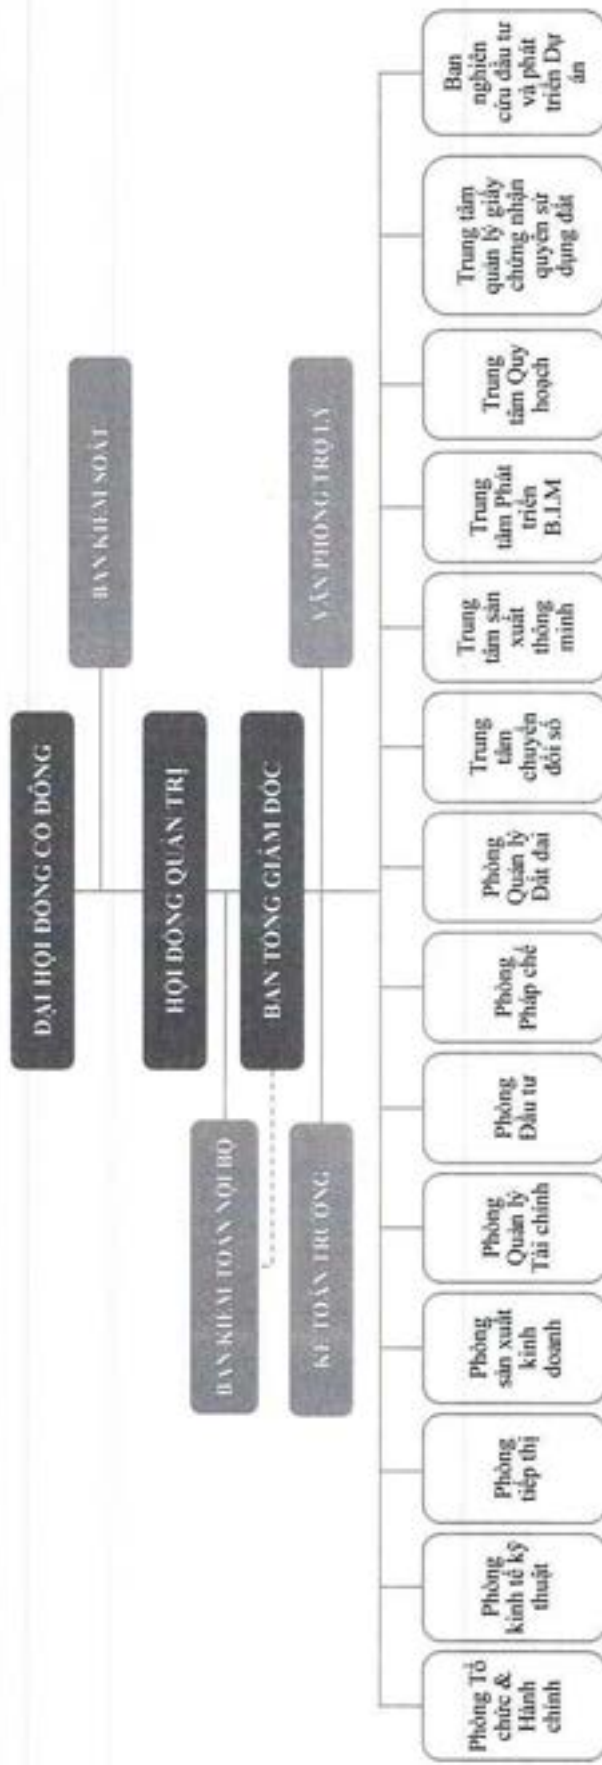 ĐẠI HỘI ĐỒNG CỔ ĐÔNG
BAN KIỂM SOÁT
HỘI ĐỒNG QUẢN TRỊ
BAN KIỂM TOÁN NỘI BỘ
BAN TỔNG GIÁM ĐỐC
KẾ TOÁN TRƯỞNG
VĂN PHÒNG TRỢ LÝ
Phòng Tổ
chức &
Hành
chính
Phòng
kinh tế kỹ
thuật
Phòng
tiếp thị
Phòng
sản xuất
kinh
doanh
Phòng
Quản lý
Tài chính
Phòng
Đầu tư
Phòng
Pháp chế
Phòng
Quản lý
Đất đai
Trung
tâm
chuyển
đổi số
Trung
tâm sản
xuất
thông
minh
Trung
tâm Phát
triển
B.I.M
Trung
tâm Quy
hoạch
Trung tâm
quản lý giấy
chứng nhận
quyền sử
dụng đất
Ban
nghiên
cứu đầu tư
và phát
triển Dự
án